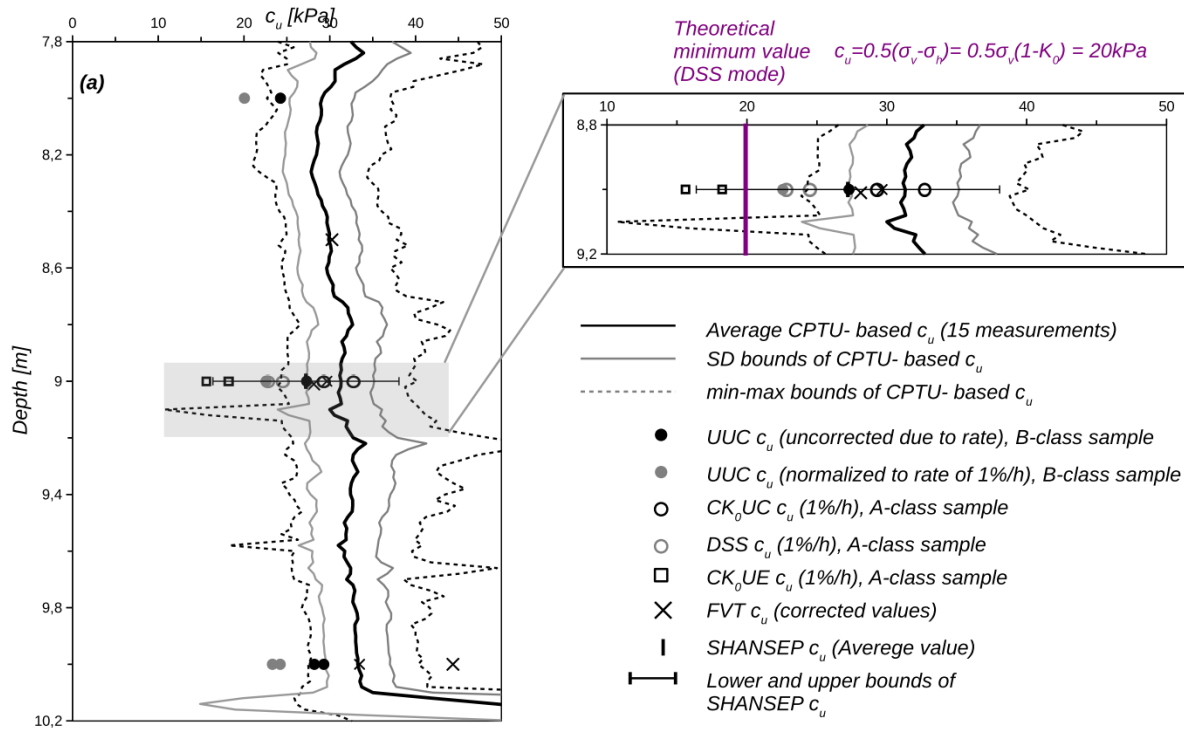 c_u [kPa]
0 10 20 30 40 50
7,8
(a)
8,2
8,6
9
9,4
9,8
10,2
Depth [m]
Theoretical
minimum value
(DSS mode)
c_u=0.5(σ_v-σ_h)= 0.5σ_v(1-K_0) = 20kPa
10 20 30 40 50
8,8
9,2
Average CPTU- based c_u (15 measurements)
SD bounds of CPTU- based c_u
min-max bounds of CPTU- based c_u
UUC c_u (uncorrected due to rate), B-class sample
UUC c_u (normalized to rate of 1%/h), B-class sample
CK_0UC c_u (1%/h), A-class sample
DSS c_u (1%/h), A-class sample
CK_0UE c_u (1%/h), A-class sample
FVT c_u (corrected values)
SHANSEP c_u (Averege value)
Lower and upper bounds of
SHANSEP c_u